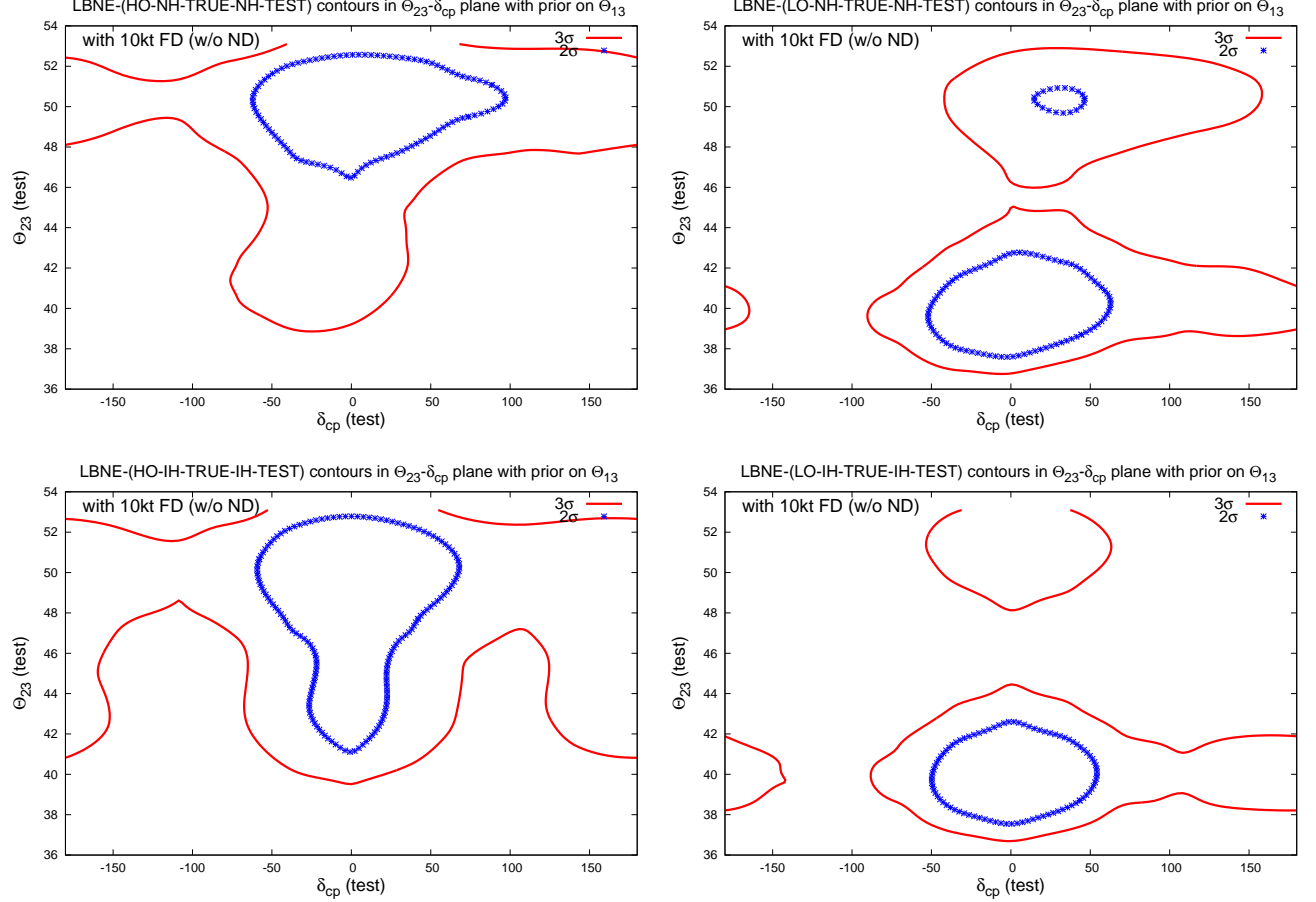 LBNE-(HO-NH-TRUE-NH-TEST) contours in Θ23-δcp plane with prior on Θ13
with 10kt FD (w/o ND)
3σ
2σ
54
52
50
48
46
44
42
40
38
36
Θ23 (test)
-150 -100 -50 0 50 100 150
δcp (test)
LBNE-(LO-NH-TRUE-NH-TEST) contours in Θ23-δcp plane with prior on Θ13
with 10kt FD (w/o ND)
3σ
2σ
54
52
50
48
46
44
42
40
38
36
Θ23 (test)
-150 -100 -50 0 50 100 150
δcp (test)
LBNE-(HO-IH-TRUE-IH-TEST) contours in Θ23-δcp plane with prior on Θ13
with 10kt FD (w/o ND)
3σ
2σ
54
52
50
48
46
44
42
40
38
36
Θ23 (test)
-150 -100 -50 0 50 100 150
δcp (test)
LBNE-(LO-IH-TRUE-IH-TEST) contours in Θ23-δcp plane with prior on Θ13
with 10kt FD (w/o ND)
3σ
2σ
54
52
50
48
46
44
42
40
38
36
Θ23 (test)
-150 -100 -50 0 50 100 150
δcp (test)